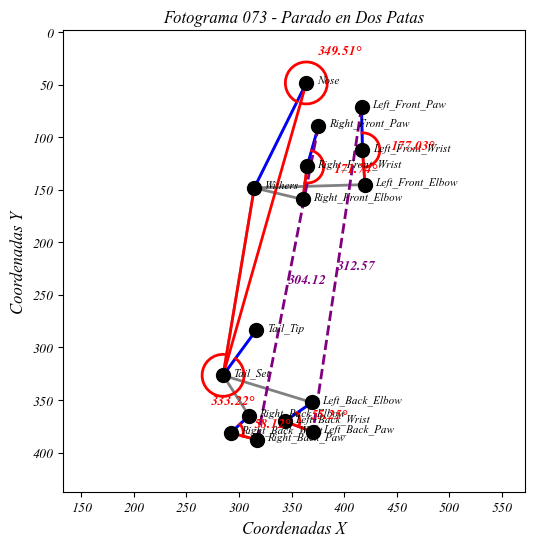 Fotograma 073 - Parado en Dos Patas
349.51°
Nose
Left_Front_Paw
Right_Front_Paw
177.03°
Left_Front_Wrist
Right_Front_Wrist
Left_Front_Elbow
Withers
Right_Front_Elbow
312.57
304.12
Tail_Tip
Tail_Set
333.22°
Left_Back_Elbow
Left_Back_Wrist
Left_Back_Paw
Right_Back_Paw
Coordenadas Y
0
50
100
150
200
250
300
350
400
150
200
250
300
350
400
450
500
550
Coordenadas X